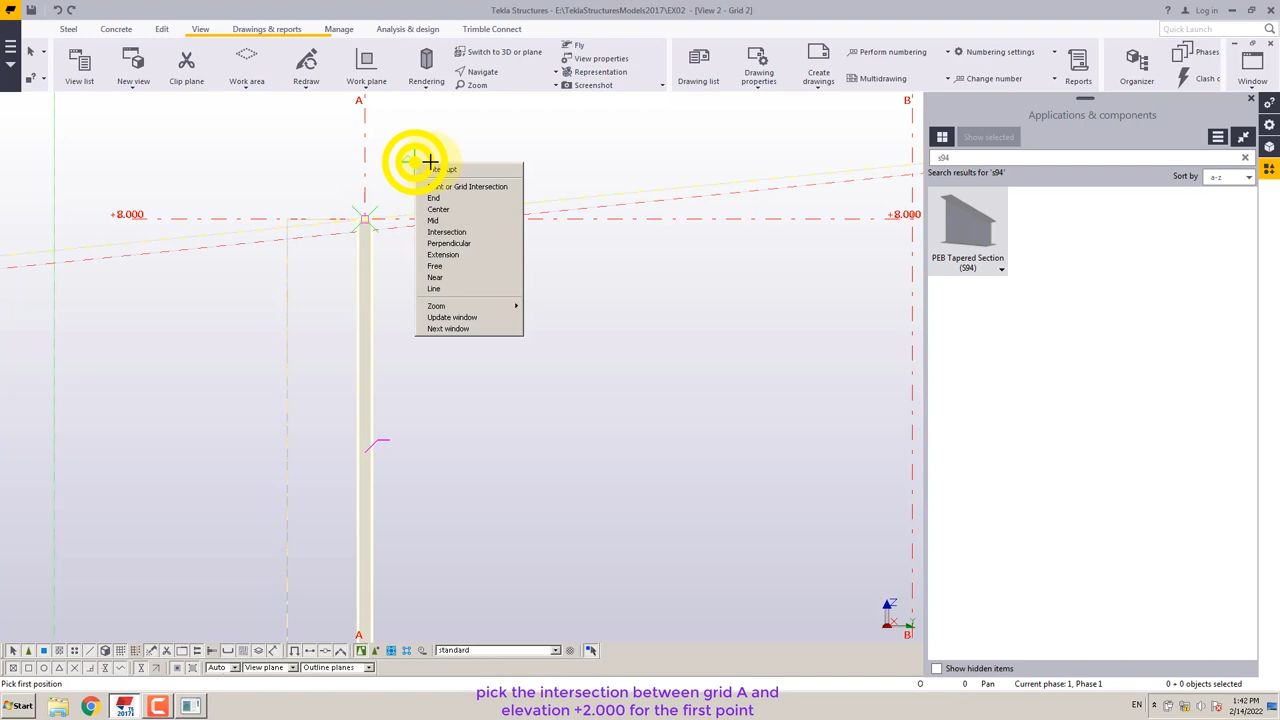 Tekla Structures - E:\TeklaStructuresModels2017\EX02 - [View 2 - Grid 2]
Log in
Steel
Concrete
Edit
View
Drawings & reports
Manage
Analysis & design
Trimble Connect
Quick Launch
View list
New view
Clip plane
Work area
Redraw
Work plane
Rendering
Switch to 3D or plane
Navigate
Zoom
Fly
View properties
Representation
Screenshot
Drawing list
Drawing properties
Create drawings
Perform numbering
Multidrawing
Numbering settings
Change number
Reports
Organizer
Phases
Clash c
Window
Applications & components
Show selected
s94
Search results for 's94'
Sort by
a-z
PEB Tapered Section (S94)
A
B
+8.000
+8.000
or Grid Intersection
End
Center
Mid
Intersection
Perpendicular
Extension
Free
Near
Line
Zoom
Update window
Next window
Z
X
Y
A
B
standard
Auto
View plane
Outline planes
Show hidden items
Pick first position
O
0
Pan
Current phase: 1, Phase 1
0 + 0 objects selected
pick the intersection between grid A and
elevation +2.000 for the first point
Start
2017i
EN
1:42 PM
2/14/2022